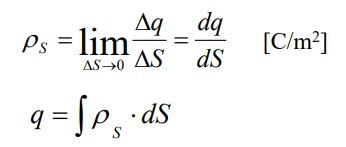 ρ_S = lim_{ΔS→0} Δq/ΔS = dq/dS [C/m²]
q = ∫ρ_S · dS